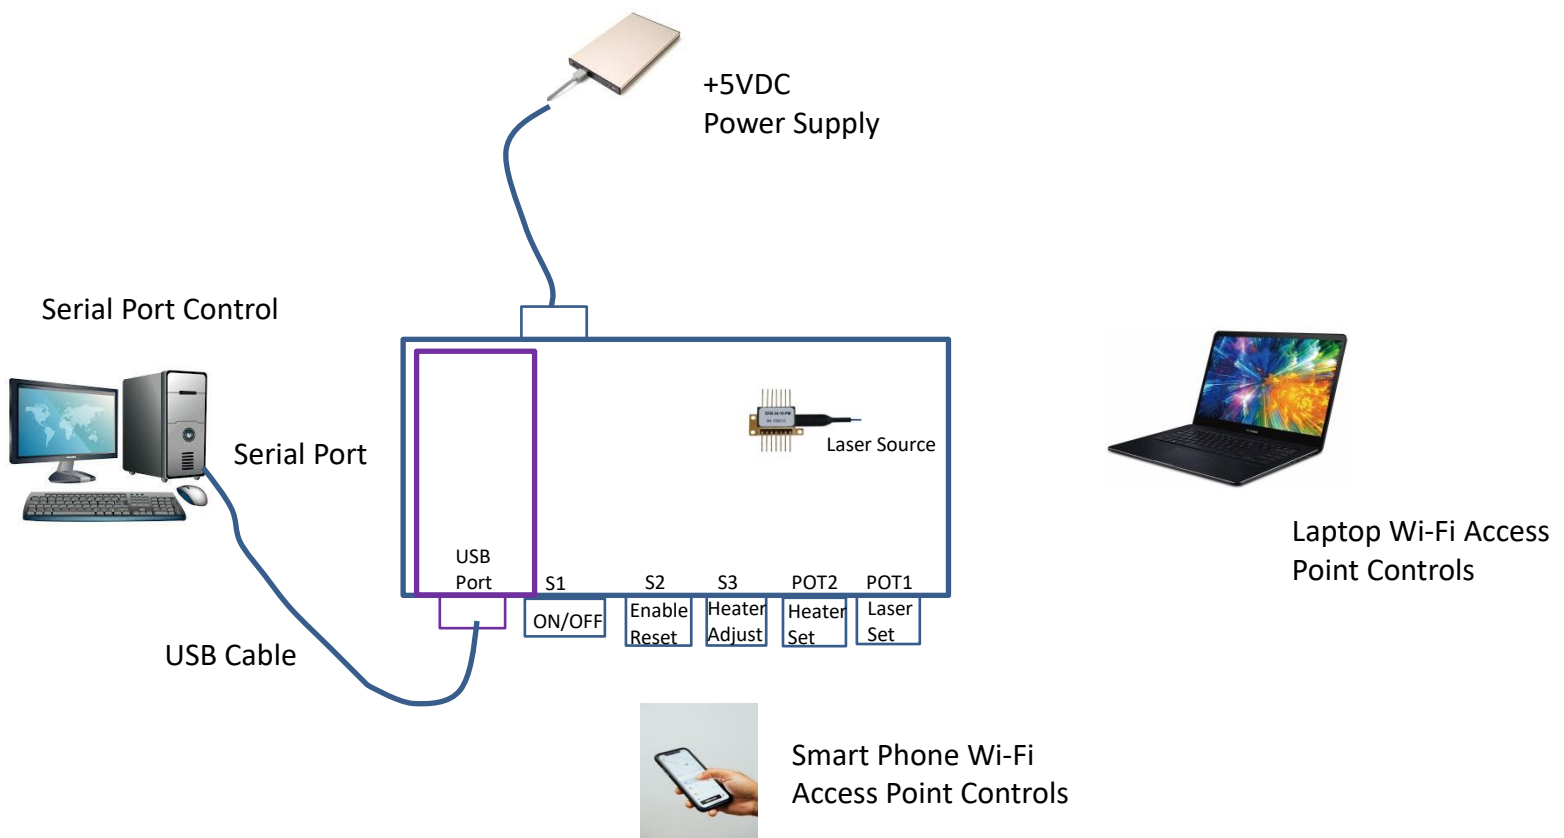 +5VDC
Power Supply
Serial Port Control
Serial Port
Laser Source
USB
Port
S1
S2
S3
POT2
POT1
ON/OFF
Enable
Reset
Heater
Adjust
Heater
Set
Laser
Set
USB Cable
Laptop Wi-Fi Access
Point Controls
Smart Phone Wi-Fi
Access Point Controls